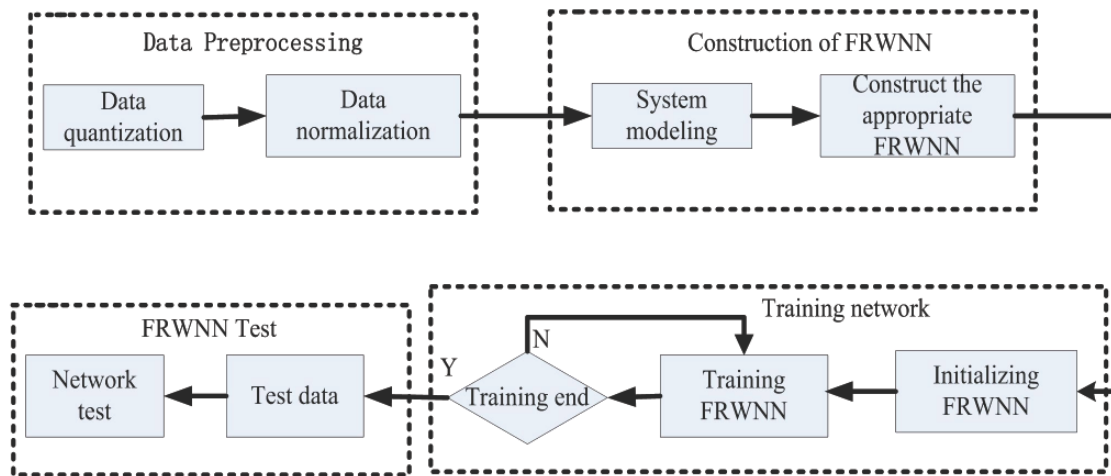 Data Preprocessing
Data
quantization
Data
normalization
Construction of FRWNN
System
modeling
Construct the
appropriate
FRWNN
FRWNN Test
Network
test
Test data
Training network
Y
N
Training end
Training
FRWNN
Initializing
FRWNN